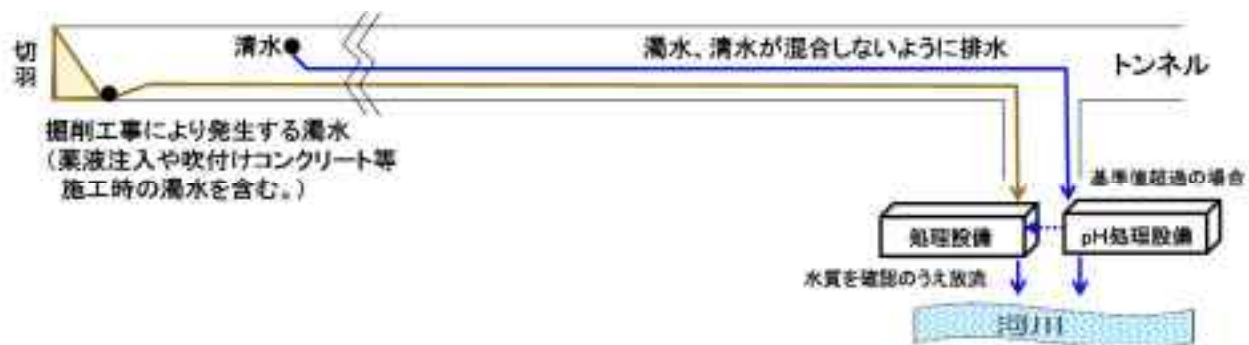 切羽
清水
濁水、清水が混合しないように排水
トンネル
掘削工事により発生する濁水
（薬液注入や吹付けコンクリート等
施工時の濁水を含む。）
基準値超過の場合
処理設備
pH処理設備
水質を確認のうえ放流
河川